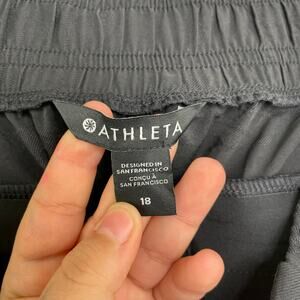 ATHLETA
DESIGNED IN
SAN FRANCISCO
CONÇU À
SAN FRANCISCO
18